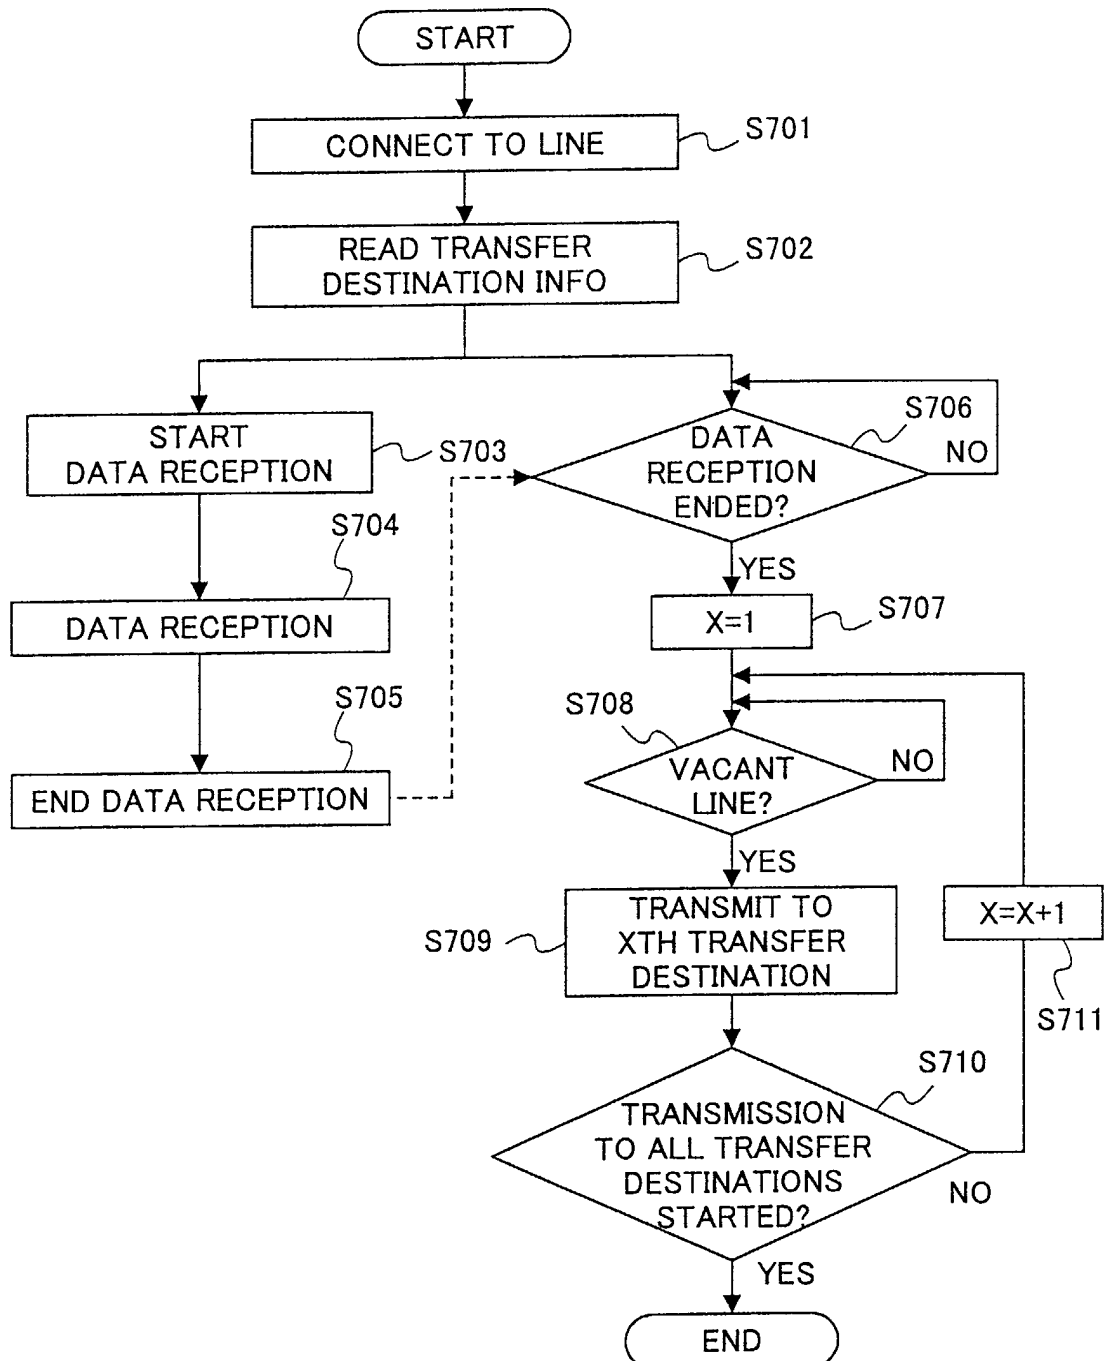 START
CONNECT TO LINE
S701
READ TRANSFER
DESTINATION INFO
S702
START
DATA RECEPTION
S703
S704
DATA RECEPTION
S705
END DATA RECEPTION
S706
DATA
RECEPTION
ENDED?
NO
YES
X=1
S707
S708
VACANT
LINE?
NO
YES
S709
TRANSMIT TO
XTH TRANSFER
DESTINATION
X=X+1
S711
S710
TRANSMISSION
TO ALL TRANSFER
DESTINATIONS
STARTED?
NO
YES
END